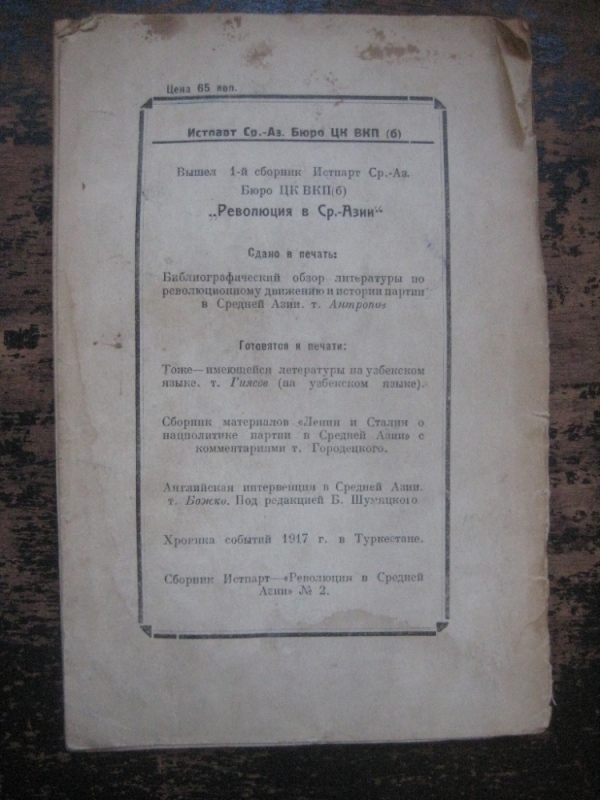 Цена 65 коп.
Истпарт Ср.-Аз. Бюро ЦК ВКП (б)
Вышел 1-й сборник Истпарт Ср.-Аз.
Бюро ЦК ВКП(б)
„Революция в Ср.-Азии“
Сдано в печать:
Библиографический обзор литературы по
революционному движению и истории партии
в Средней Азии. т. Антропов
Готовятся к печати:
Тоже—имеющейся летературы на узбекском
языке. т. Гиясов (на узбекском языке).
Сборник материалов «Ленин и Сталин о
нацполитике партии в Средней Азии» с
комментариями т. Городецкого.
Английская интервенция в Средней Азии.
т. Божко. Под редакцией Б. Шумяцкого
Хроника событий 1917 г. в Туркестане.
Сборник Истпарт—«Революция в Средней
Азии» № 2.